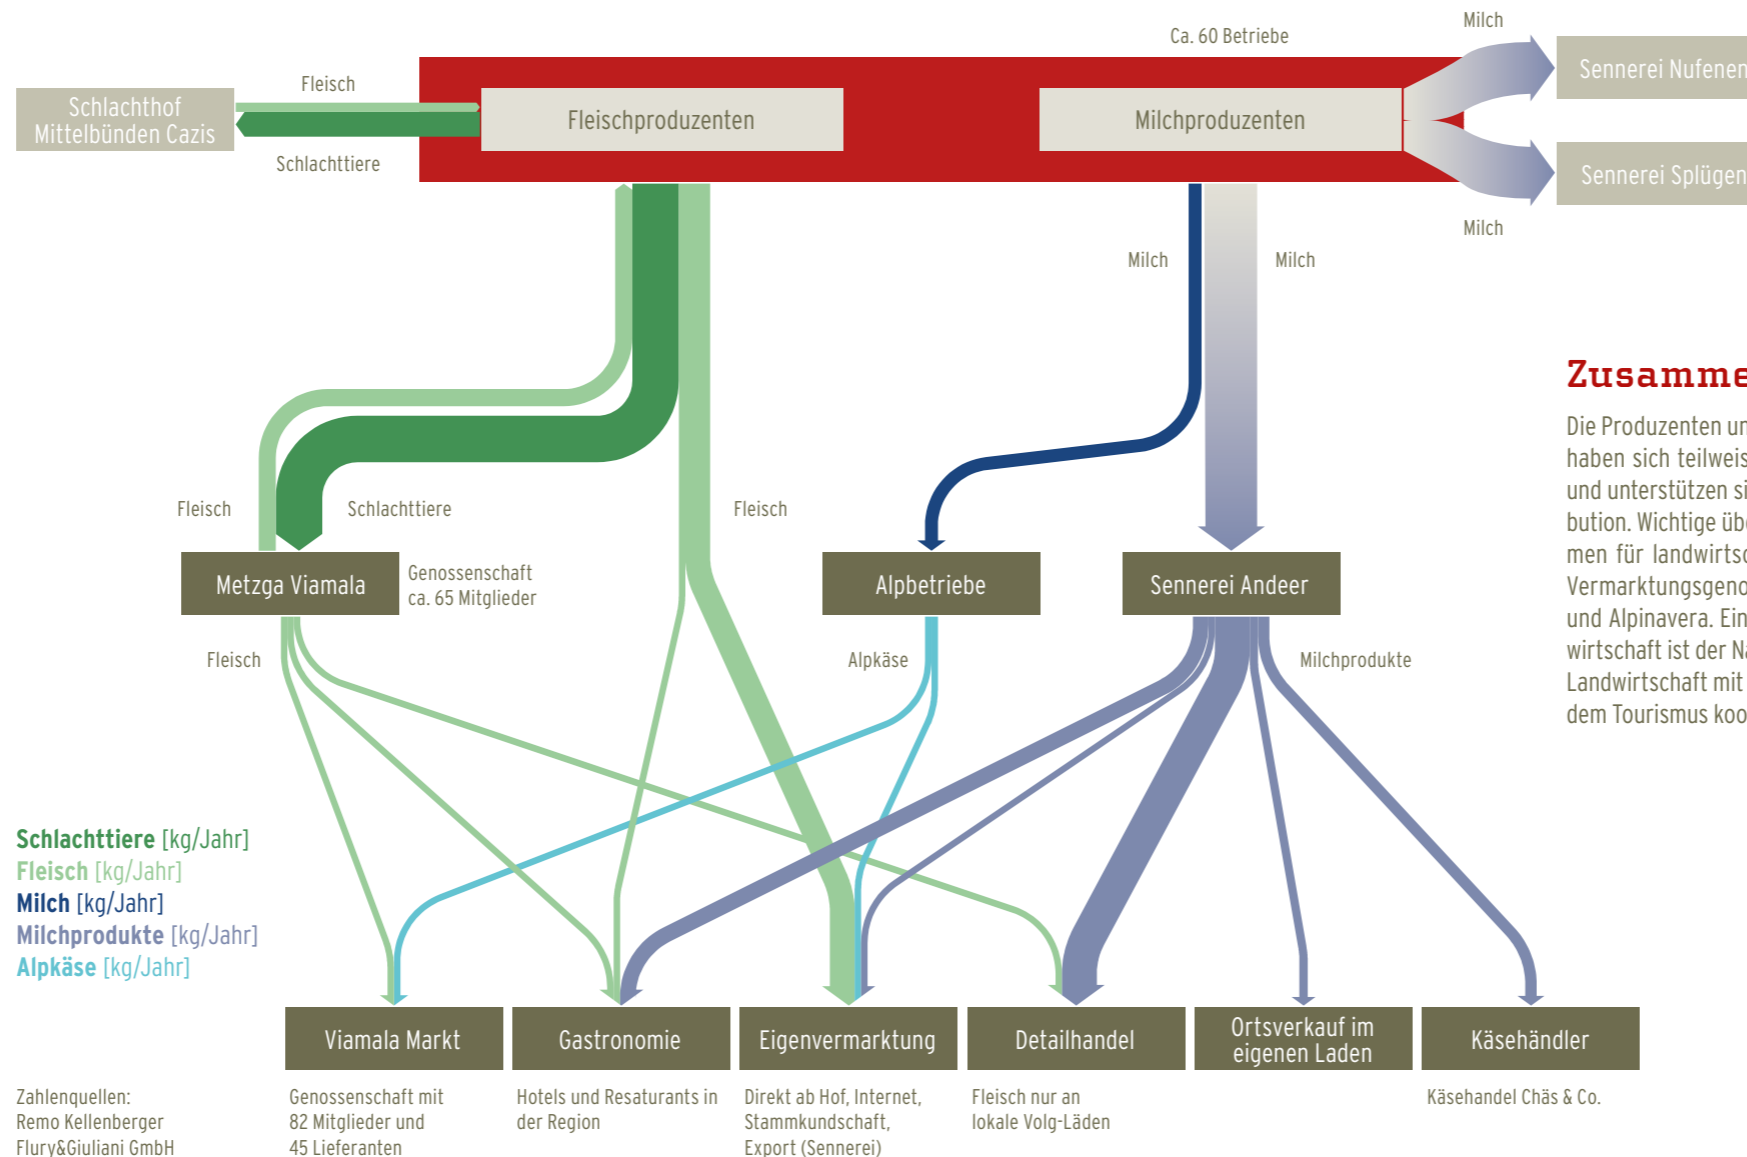 Milch
Ca. 60 Betriebe
Sennerei Nufenen
Fleisch
Schlachthof
Mittelbünden Cazis
Fleischproduzenten
Milchproduzenten
Schlachttiere
Sennerei Splügen
Milch
Milch
Milch
Zusamme
Die Produzenten un
haben sich teilweis
und unterstützen si
bution. Wichtige übe
men für landwirtsc
Vermarktungsgeno
und Alpinavera. Ein
wirtschaft ist der Na
Landwirtschaft mit
dem Tourismus koo
Fleisch
Schlachttiere
Fleisch
Metzga Viamala
Genossenschaft
ca. 65 Mitglieder
Alpbetriebe
Sennerei Andeer
Fleisch
Alpkäse
Milchprodukte
Schlachttiere [kg/Jahr]
Fleisch [kg/Jahr]
Milch [kg/Jahr]
Milchprodukte [kg/Jahr]
Alpkäse [kg/Jahr]
Viamala Markt
Gastronomie
Eigenvermarktung
Detailhandel
Ortsverkauf im
eigenen Laden
Käsehändler
Zahlenquellen:
Remo Kellenberger
Flury&Giuliani GmbH
Genossenschaft mit
82 Mitglieder und
45 Lieferanten
Hotels und Resaturants in
der Region
Direkt ab Hof, Internet,
Stammkundschaft,
Export (Sennerei)
Fleisch nur an
lokale Volg-Läden
Käsehandel Chäs & Co.